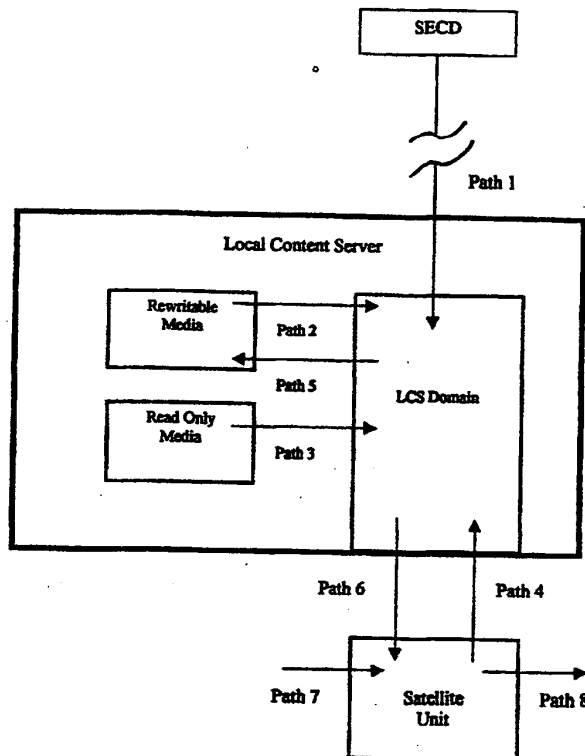 SECD
Path 1
Local Content Server
Rewritable
Media
Path 2
Path 5
LCS Domain
Read Only
Media
Path 3
Path 6
Path 4
Path 7
Satellite
Unit
Path 8